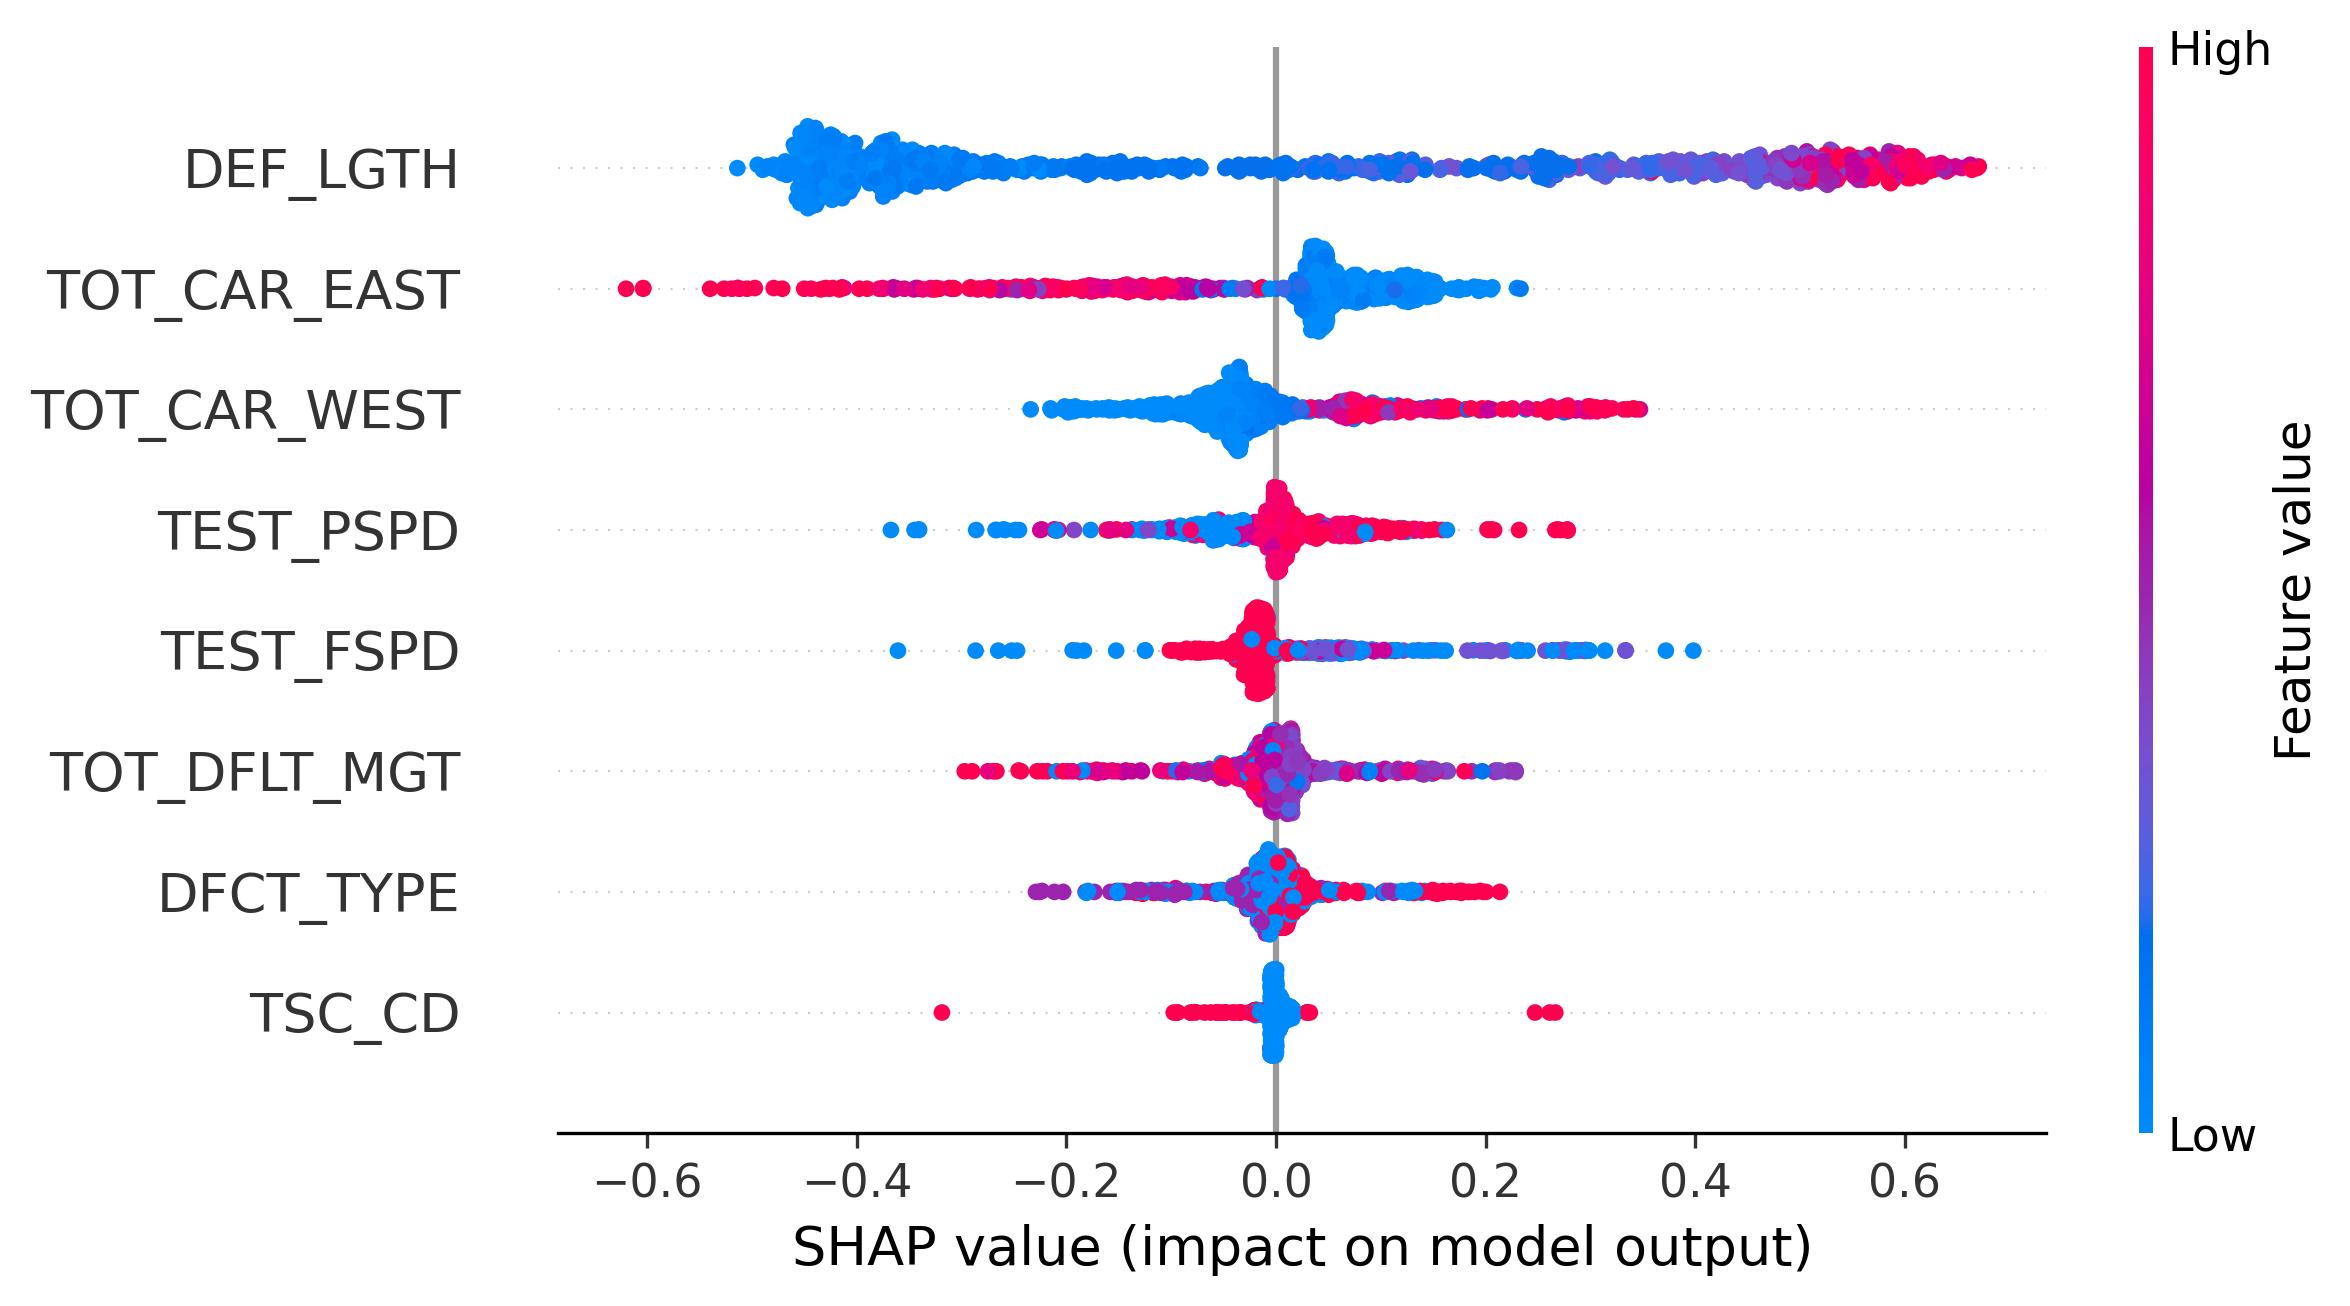 High
DEF_LGTH
TOT_CAR_EAST
TOT_CAR_WEST
TEST_PSPD
TEST_FSPD
TOT_DFLT_MGT
DFCT_TYPE
TSC_CD
Feature value
Low
−0.6 −0.4 −0.2 0.0 0.2 0.4 0.6
SHAP value (impact on model output)